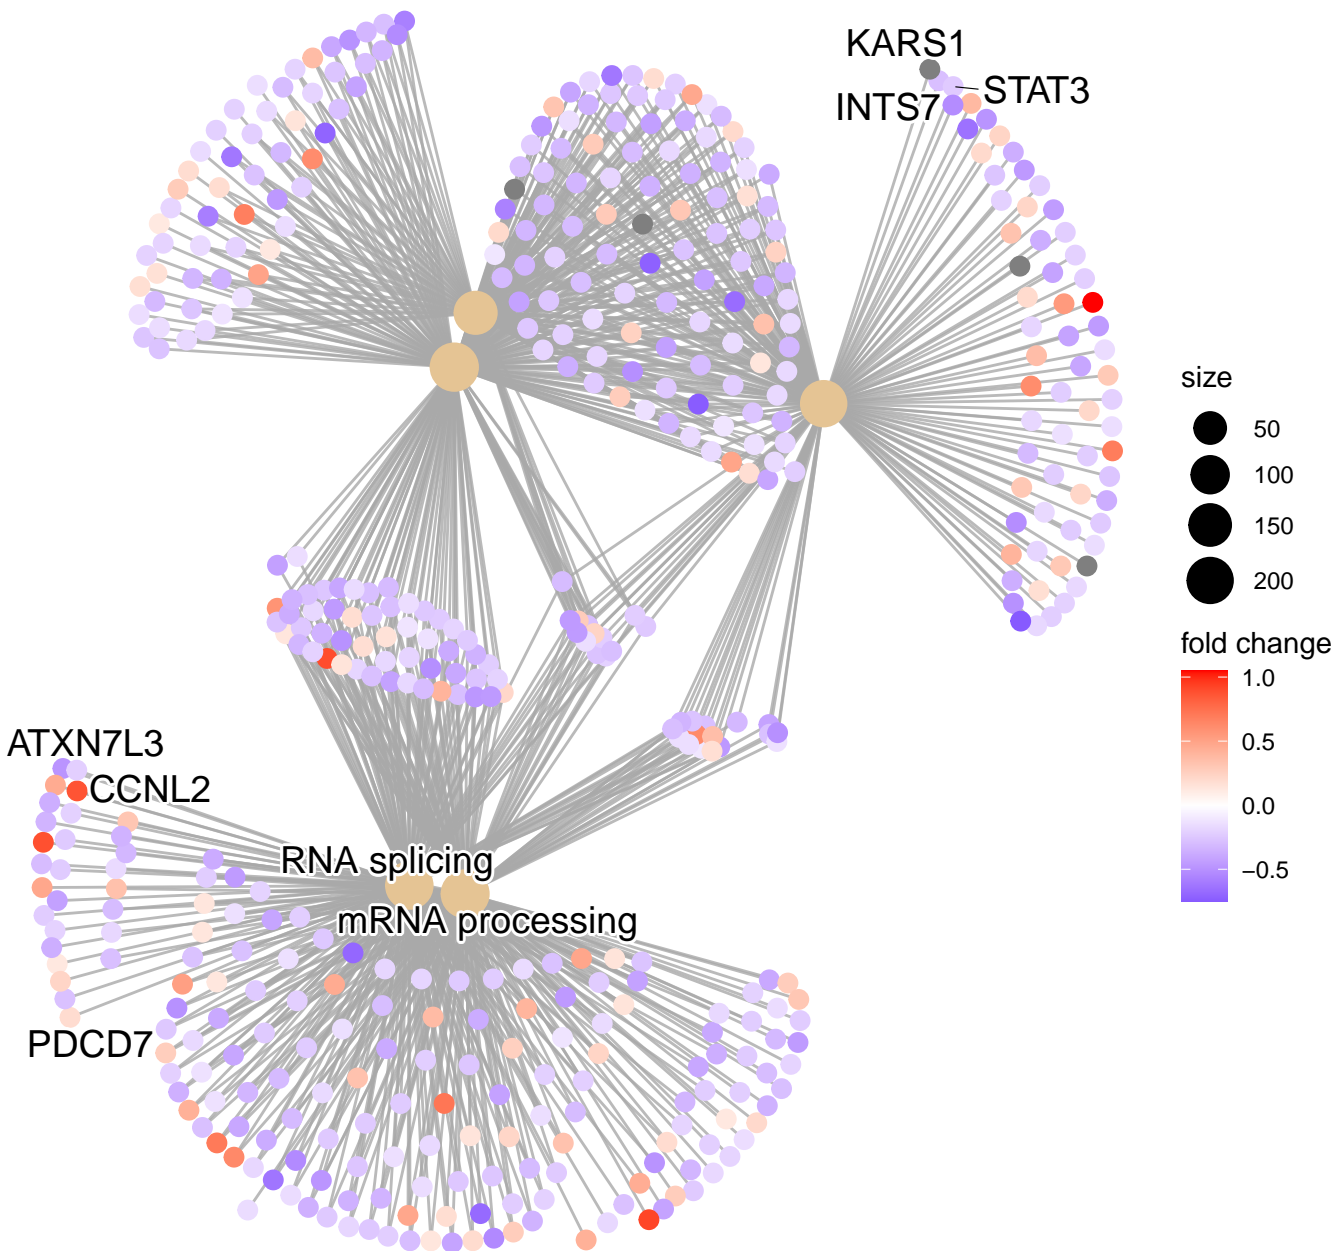 KARS1
STAT3
INTS7
size
50
100
150
200
fold change
1.0
0.5
0.0
−0.5
ATXN7L3
CCNL2
RNA splicing
mRNA processing
PDCD7